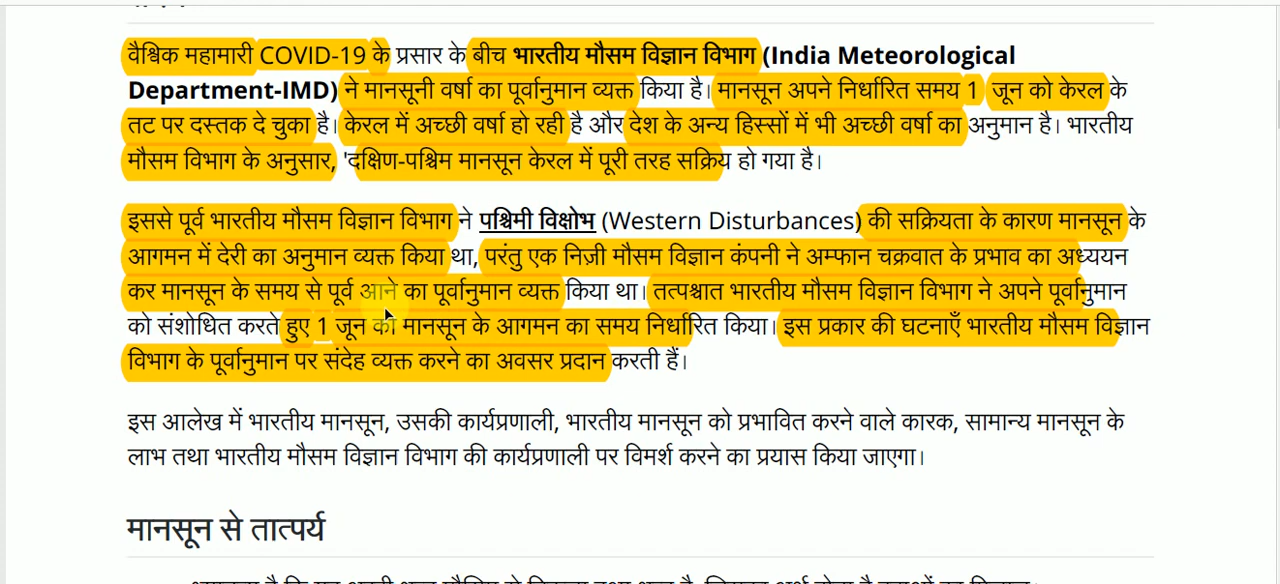 वैश्विक महामारी COVID-19 के प्रसार के बीच भारतीय मौसम विज्ञान विभाग (India Meteorological
Department-IMD) ने मानसूनी वर्षा का पूर्वानुमान व्यक्त किया है। मानसून अपने निर्धारित समय 1 जून को केरल के
तट पर दस्तक दे चुका है। केरल में अच्छी वर्षा हो रही है और देश के अन्य हिस्सों में भी अच्छी वर्षा का अनुमान है। भारतीय
मौसम विभाग के अनुसार, 'दक्षिण-पश्चिम मानसून केरल में पूरी तरह सक्रिय हो गया है।
इससे पूर्व भारतीय मौसम विज्ञान विभाग ने पश्चिमी विक्षोभ (Western Disturbances) की सक्रियता के कारण मानसून के
आगमन में देरी का अनुमान व्यक्त किया था, परंतु एक निज़ी मौसम विज्ञान कंपनी ने अम्फान चक्रवात के प्रभाव का अध्ययन
कर मानसून के समय से पूर्व आने का पूर्वानुमान व्यक्त किया था। तत्पश्चात भारतीय मौसम विज्ञान विभाग ने अपने पूर्वानुमान
को संशोधित करते हुए 1 जून को मानसून के आगमन का समय निर्धारित किया। इस प्रकार की घटनाएँ भारतीय मौसम विज्ञान
विभाग के पूर्वानुमान पर संदेह व्यक्त करने का अवसर प्रदान करती हैं।
इस आलेख में भारतीय मानसून, उसकी कार्यप्रणाली, भारतीय मानसून को प्रभावित करने वाले कारक, सामान्य मानसून के
लाभ तथा भारतीय मौसम विज्ञान विभाग की कार्यप्रणाली पर विमर्श करने का प्रयास किया जाएगा।
मानसून से तात्पर्य